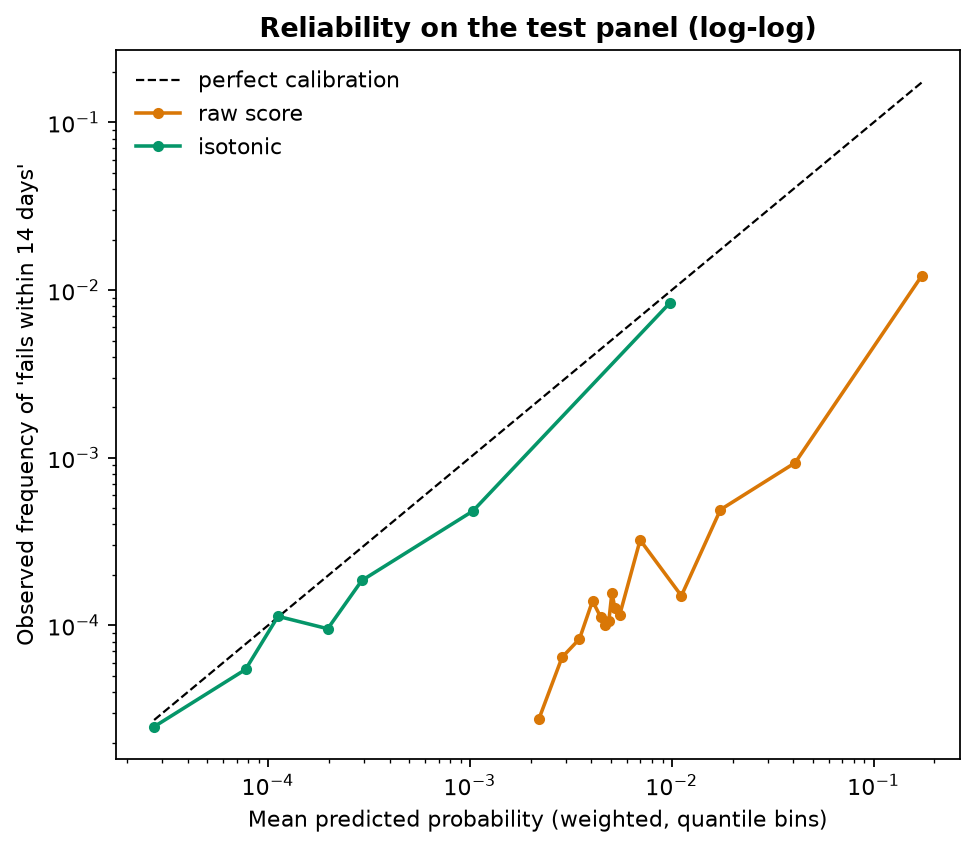 Reliability on the test panel (log-log)
perfect calibration
raw score
isotonic
Observed frequency of 'fails within 14 days'
10⁻¹
10⁻²
10⁻³
10⁻⁴
10⁻⁴ 10⁻³ 10⁻² 10⁻¹
Mean predicted probability (weighted, quantile bins)